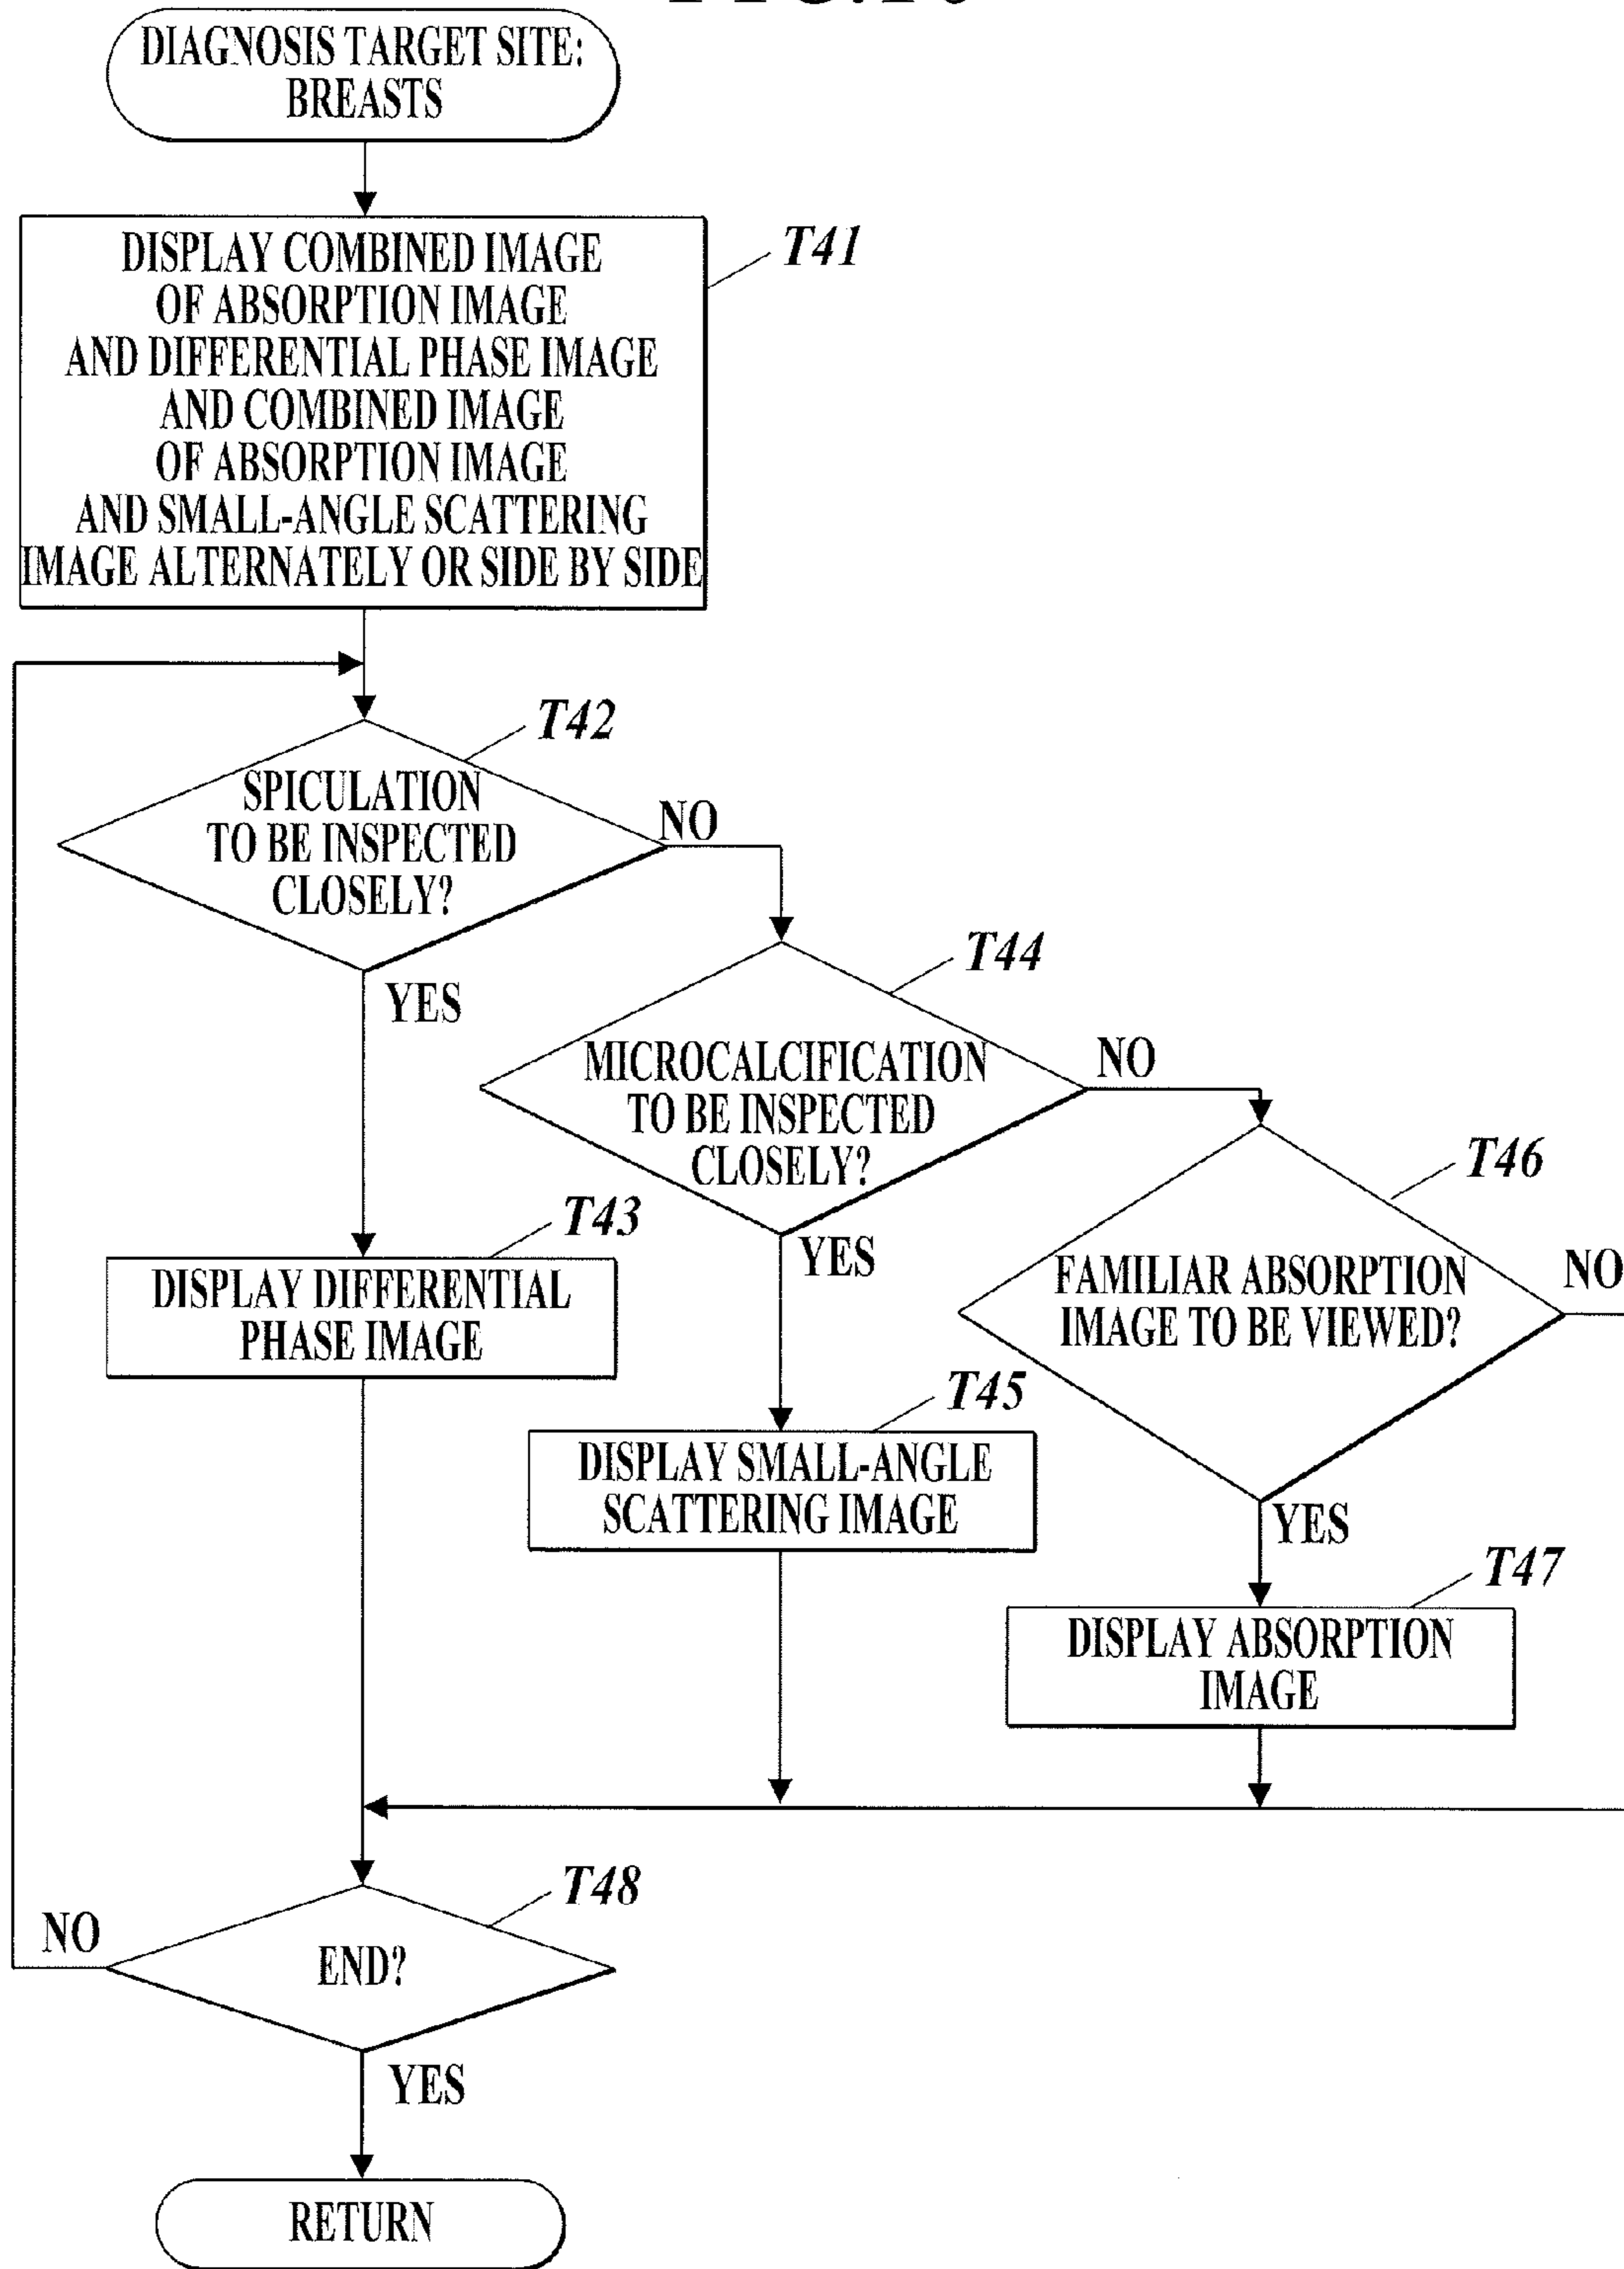 DIAGNOSIS TARGET SITE:
BREASTS
DISPLAY COMBINED IMAGE
OF ABSORPTION IMAGE
AND DIFFERENTIAL PHASE IMAGE
AND COMBINED IMAGE
OF ABSORPTION IMAGE
AND SMALL-ANGLE SCATTERING
IMAGE ALTERNATELY OR SIDE BY SIDE
T41
T42
SPICULATION
TO BE INSPECTED
CLOSELY?
NO
YES
T44
MICROCALCIFICATION
TO BE INSPECTED
CLOSELY?
NO
YES
T46
FAMILIAR ABSORPTION
IMAGE TO BE VIEWED?
NO
YES
T43
DISPLAY DIFFERENTIAL
PHASE IMAGE
T45
DISPLAY SMALL-ANGLE
SCATTERING IMAGE
T47
DISPLAY ABSORPTION
IMAGE
T48
NO
END?
YES
RETURN